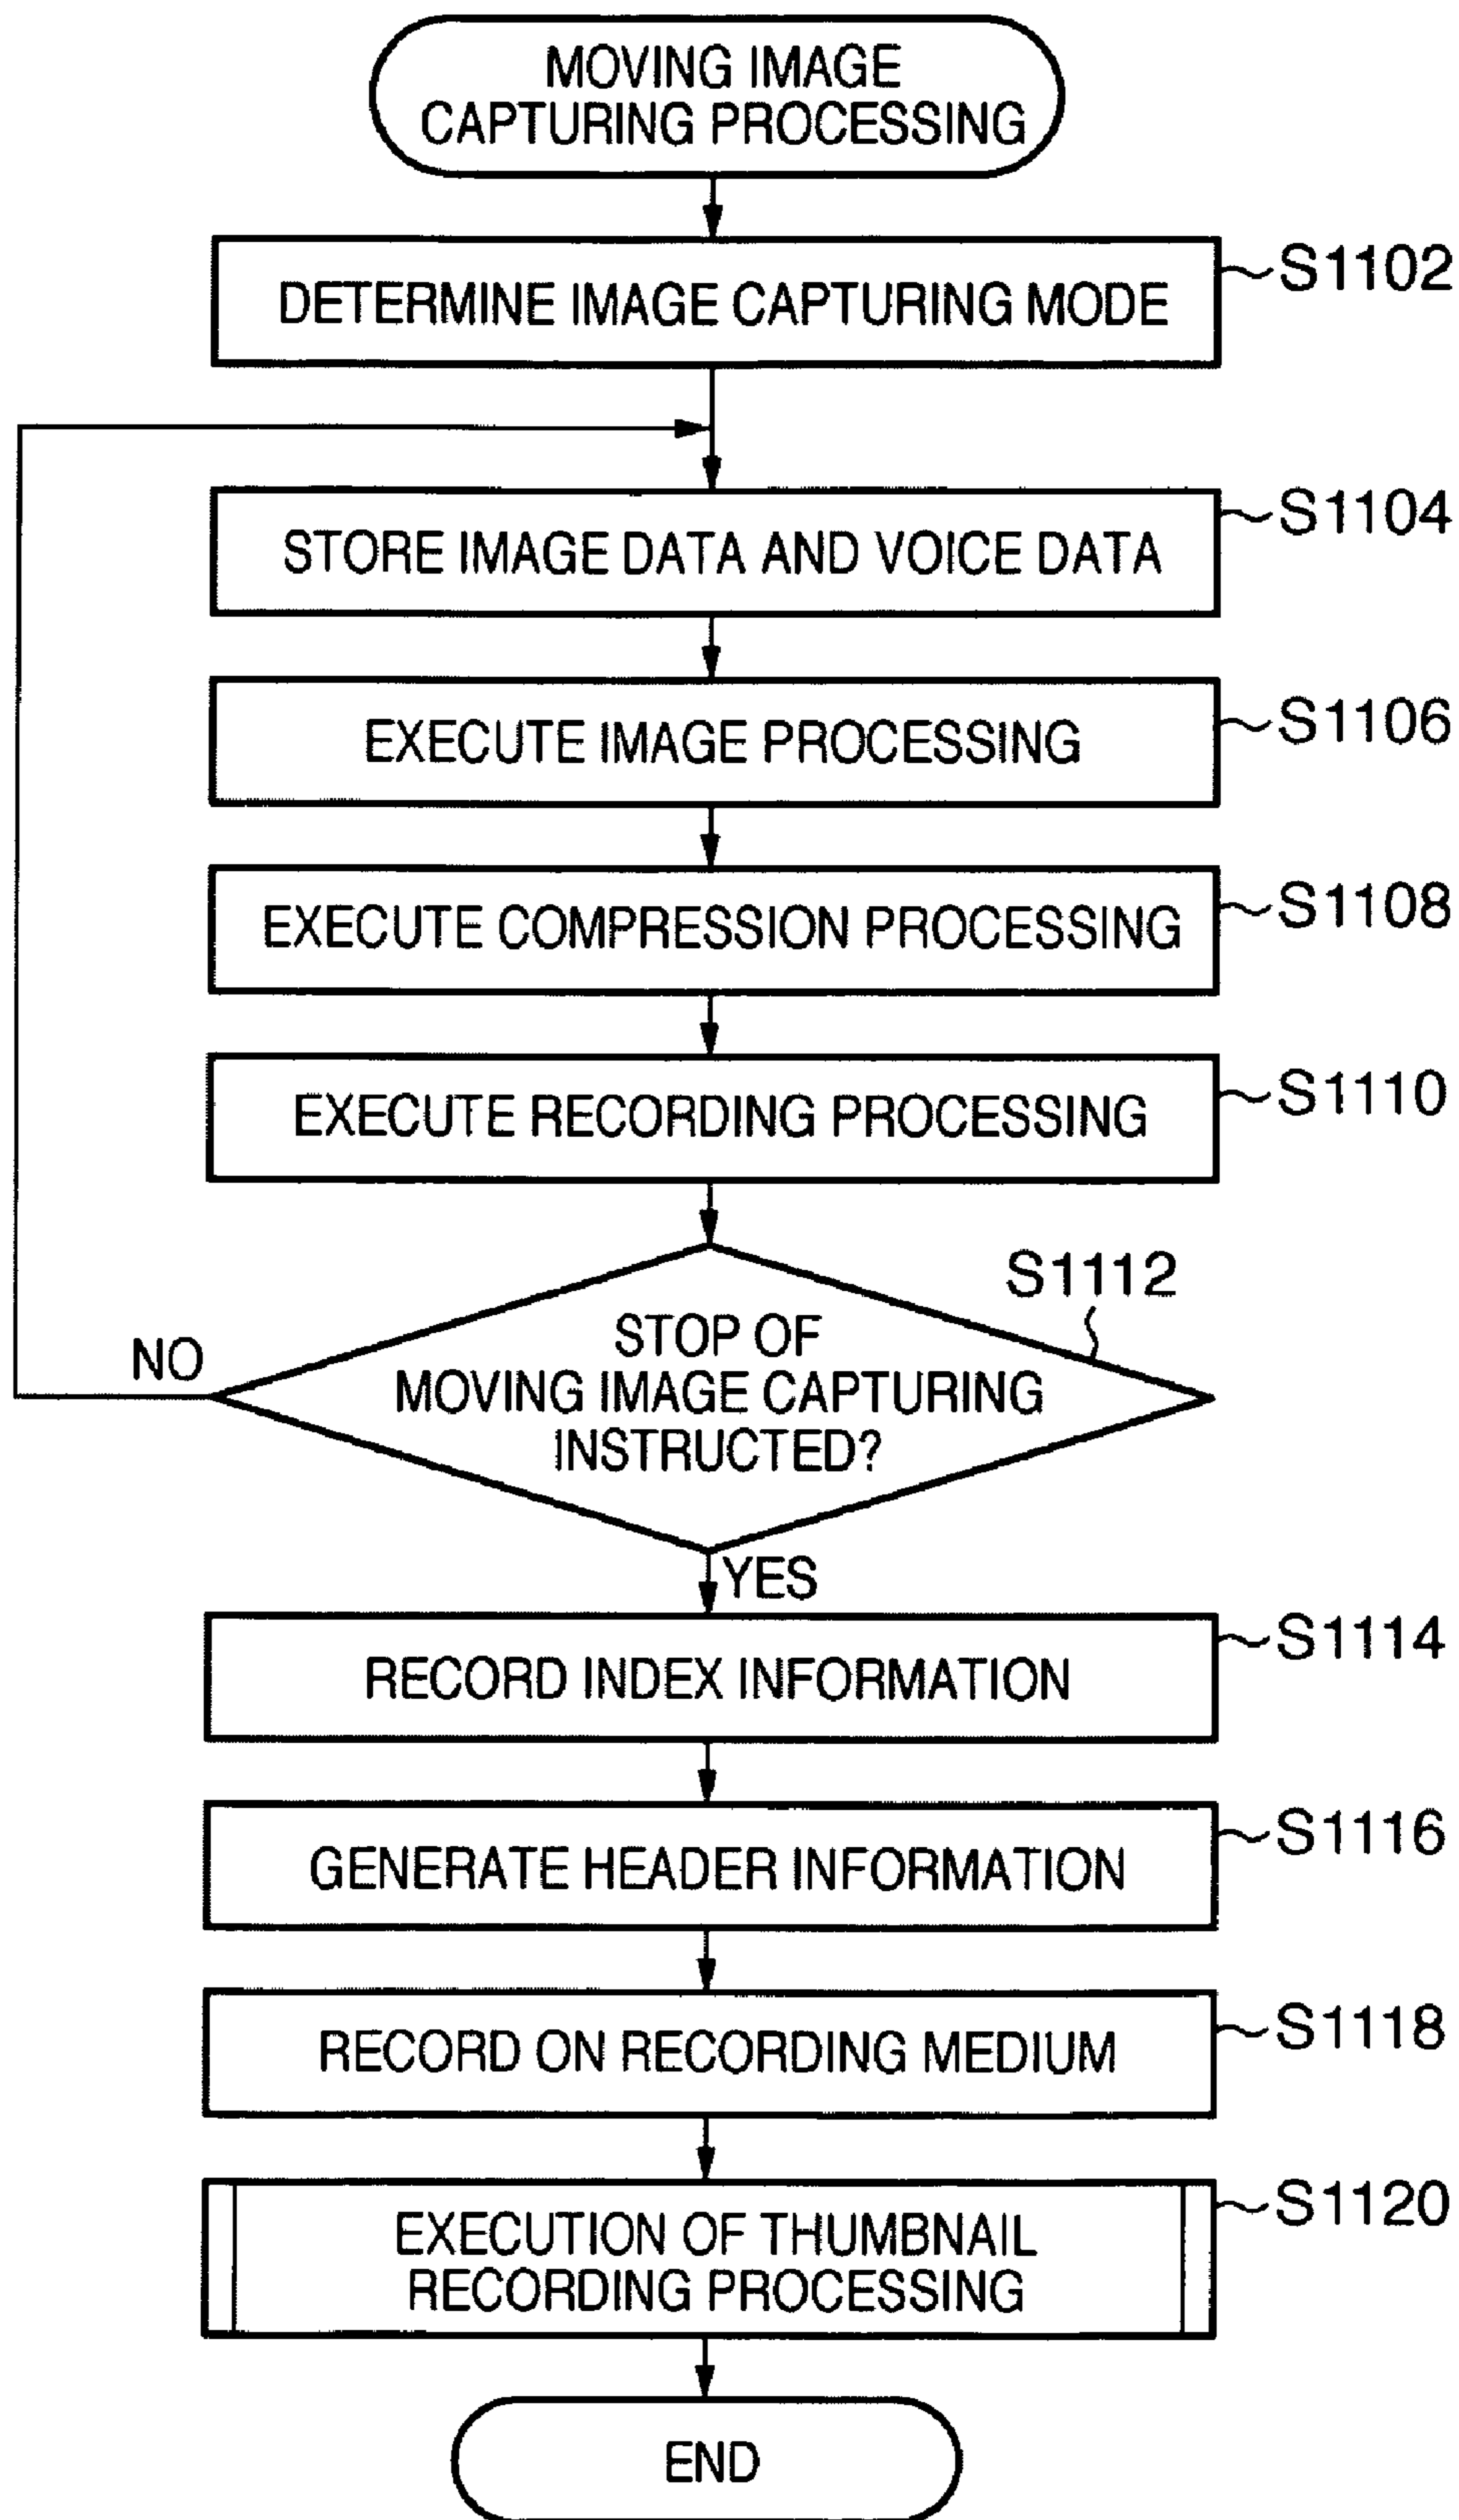 MOVING IMAGE
CAPTURING PROCESSING
DETERMINE IMAGE CAPTURING MODE
S1102
STORE IMAGE DATA AND VOICE DATA
S1104
EXECUTE IMAGE PROCESSING
S1106
EXECUTE COMPRESSION PROCESSING
S1108
EXECUTE RECORDING PROCESSING
S1110
S1112
STOP OF
MOVING IMAGE CAPTURING
INSTRUCTED?
NO
YES
RECORD INDEX INFORMATION
S1114
GENERATE HEADER INFORMATION
S1116
RECORD ON RECORDING MEDIUM
S1118
EXECUTION OF THUMBNAIL
RECORDING PROCESSING
S1120
END